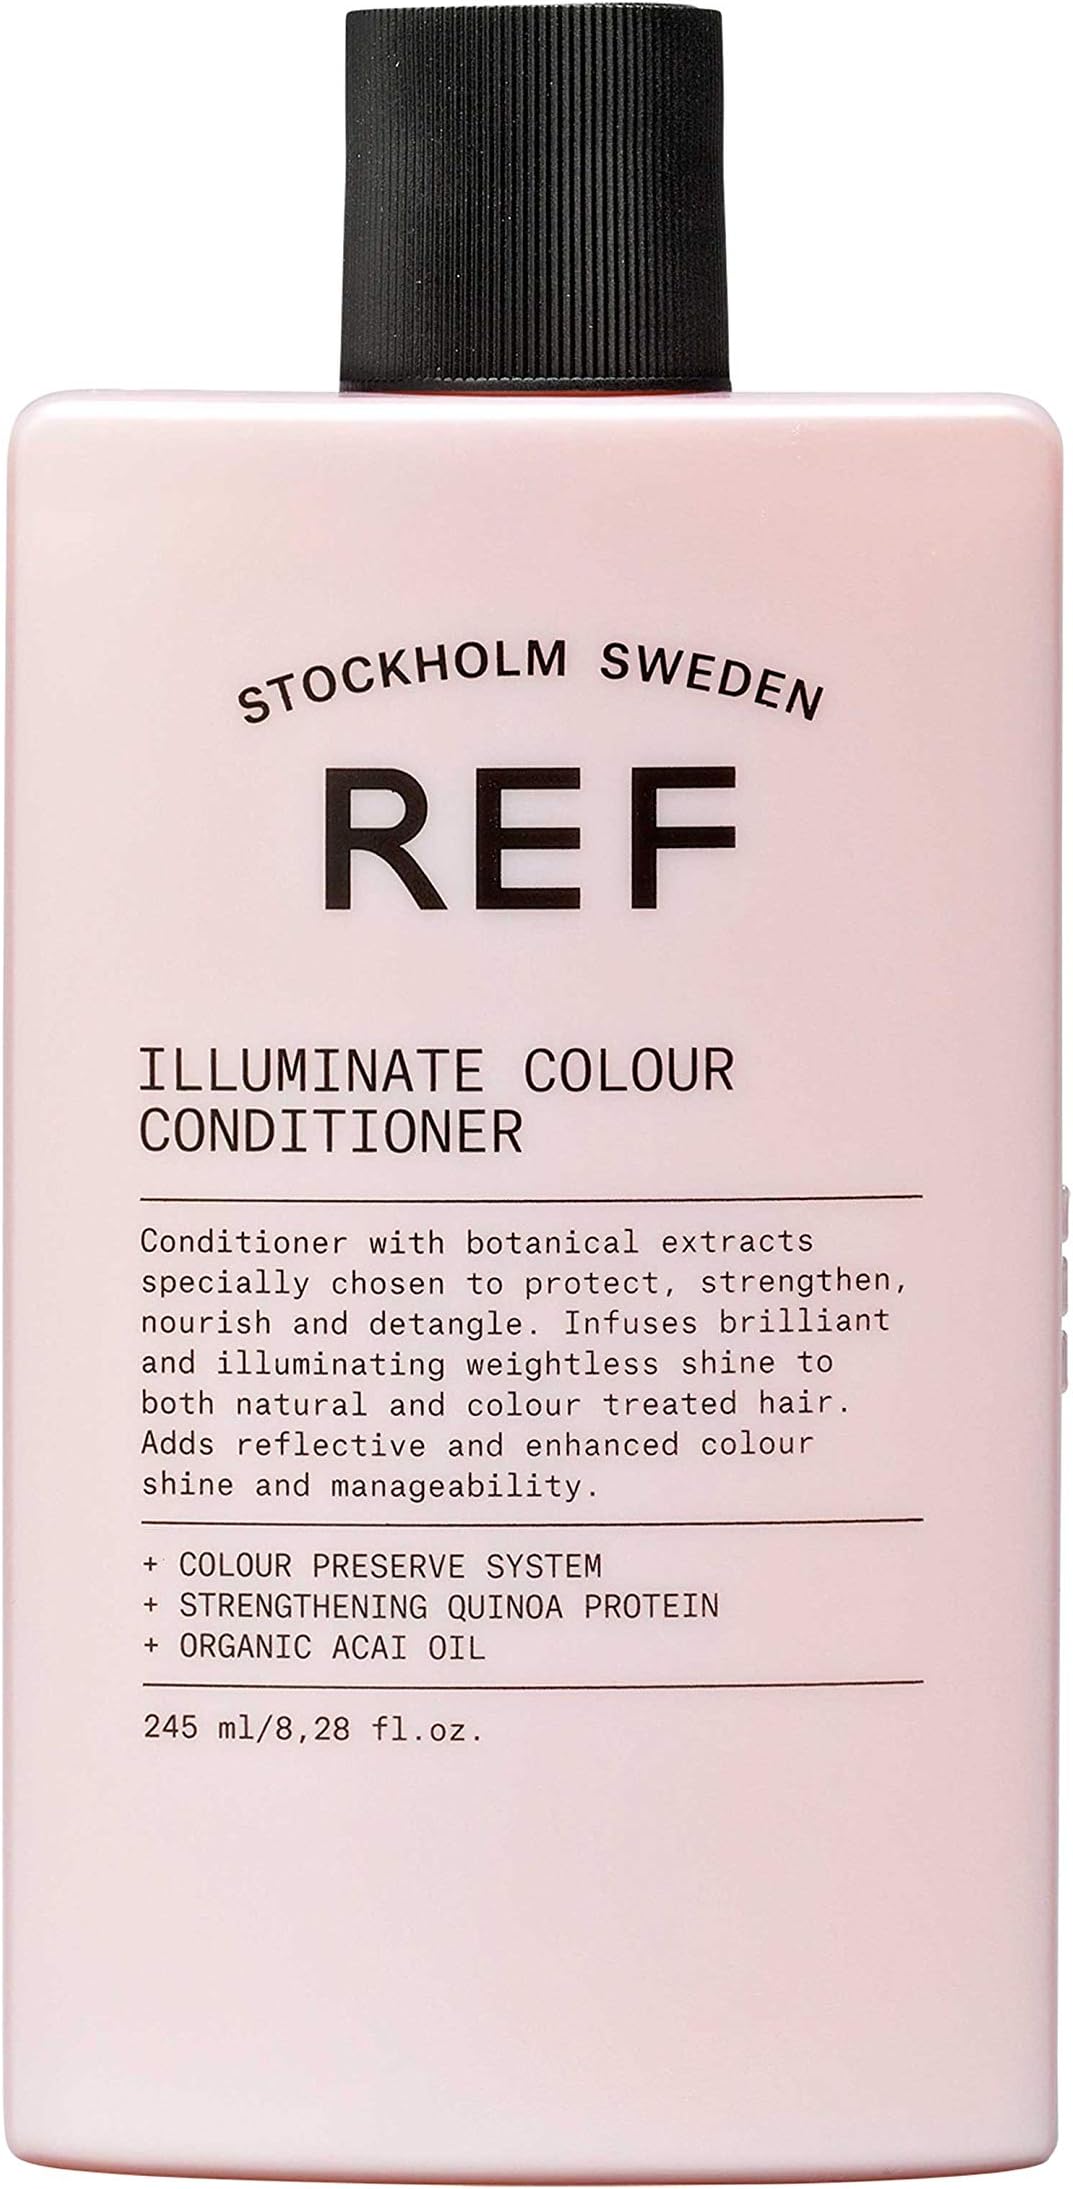 STOCKHOLM SWEDEN
REF
ILLUMINATE COLOUR
CONDITIONER
Conditioner with botanical extracts
specially chosen to protect, strengthen,
nourish and detangle. Infuses brilliant
and illuminating weightless shine to
both natural and colour treated hair.
Adds reflective and enhanced colour
shine and manageability.
+ COLOUR PRESERVE SYSTEM
+ STRENGTHENING QUINOA PROTEIN
+ ORGANIC ACAI OIL
245 ml/8,28 fl.oz.